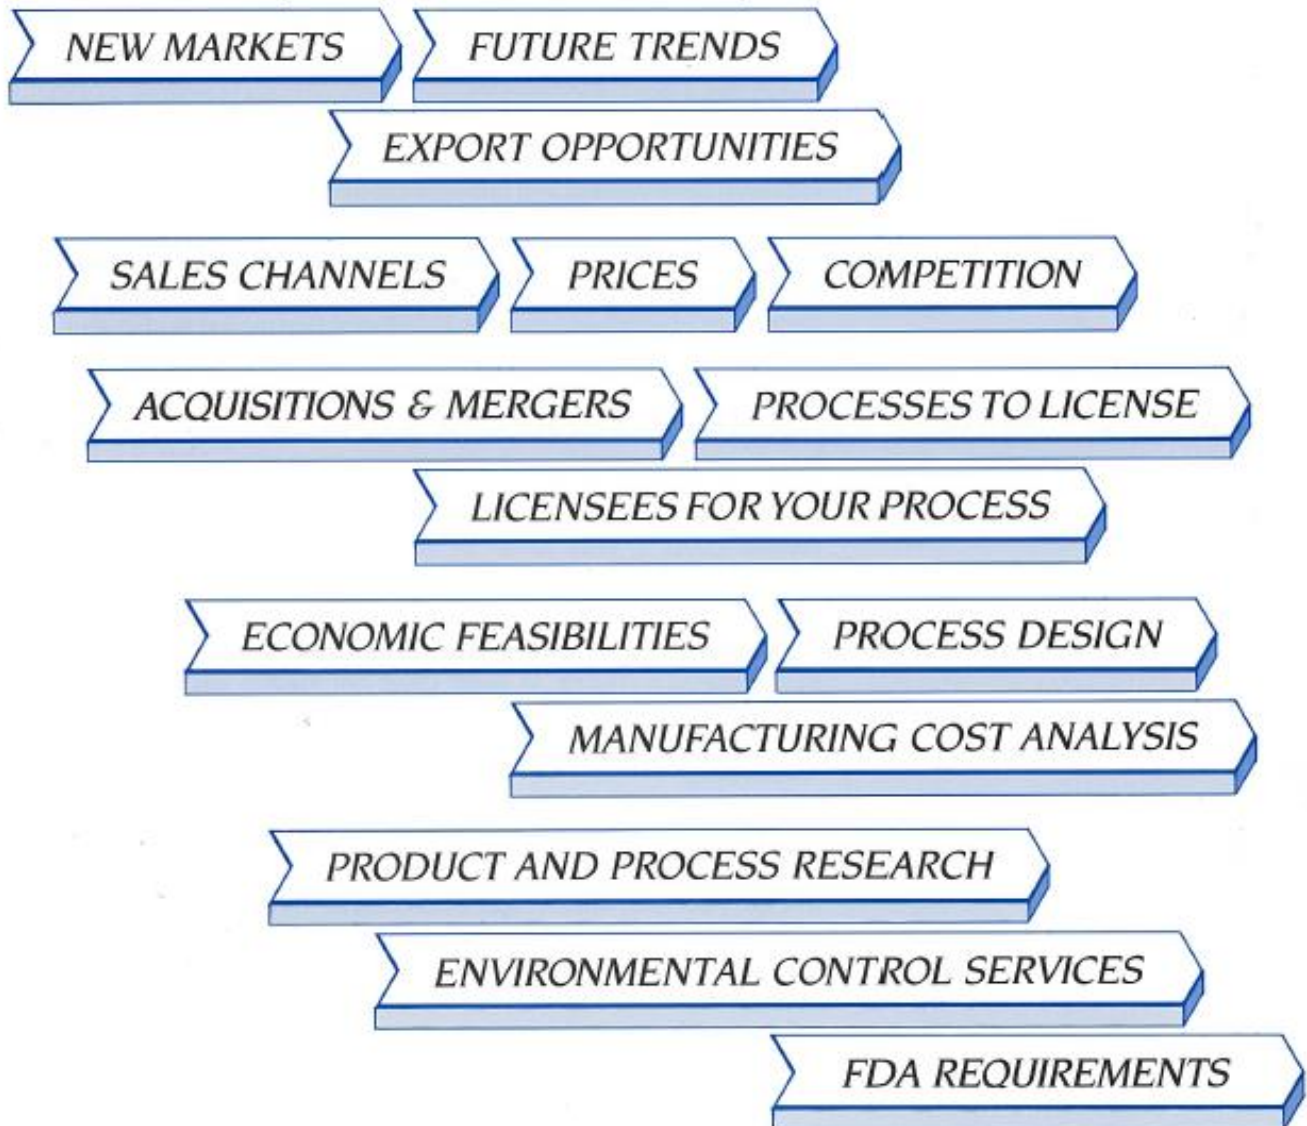 NEW MARKETS FUTURE TRENDS
EXPORT OPPORTUNITIES
SALES CHANNELS PRICES COMPETITION
ACQUISITIONS & MERGERS PROCESSES TO LICENSE
LICENSEES FOR YOUR PROCESS
ECONOMIC FEASIBILITIES PROCESS DESIGN
MANUFACTURING COST ANALYSIS
PRODUCT AND PROCESS RESEARCH
ENVIRONMENTAL CONTROL SERVICES
FDA REQUIREMENTS